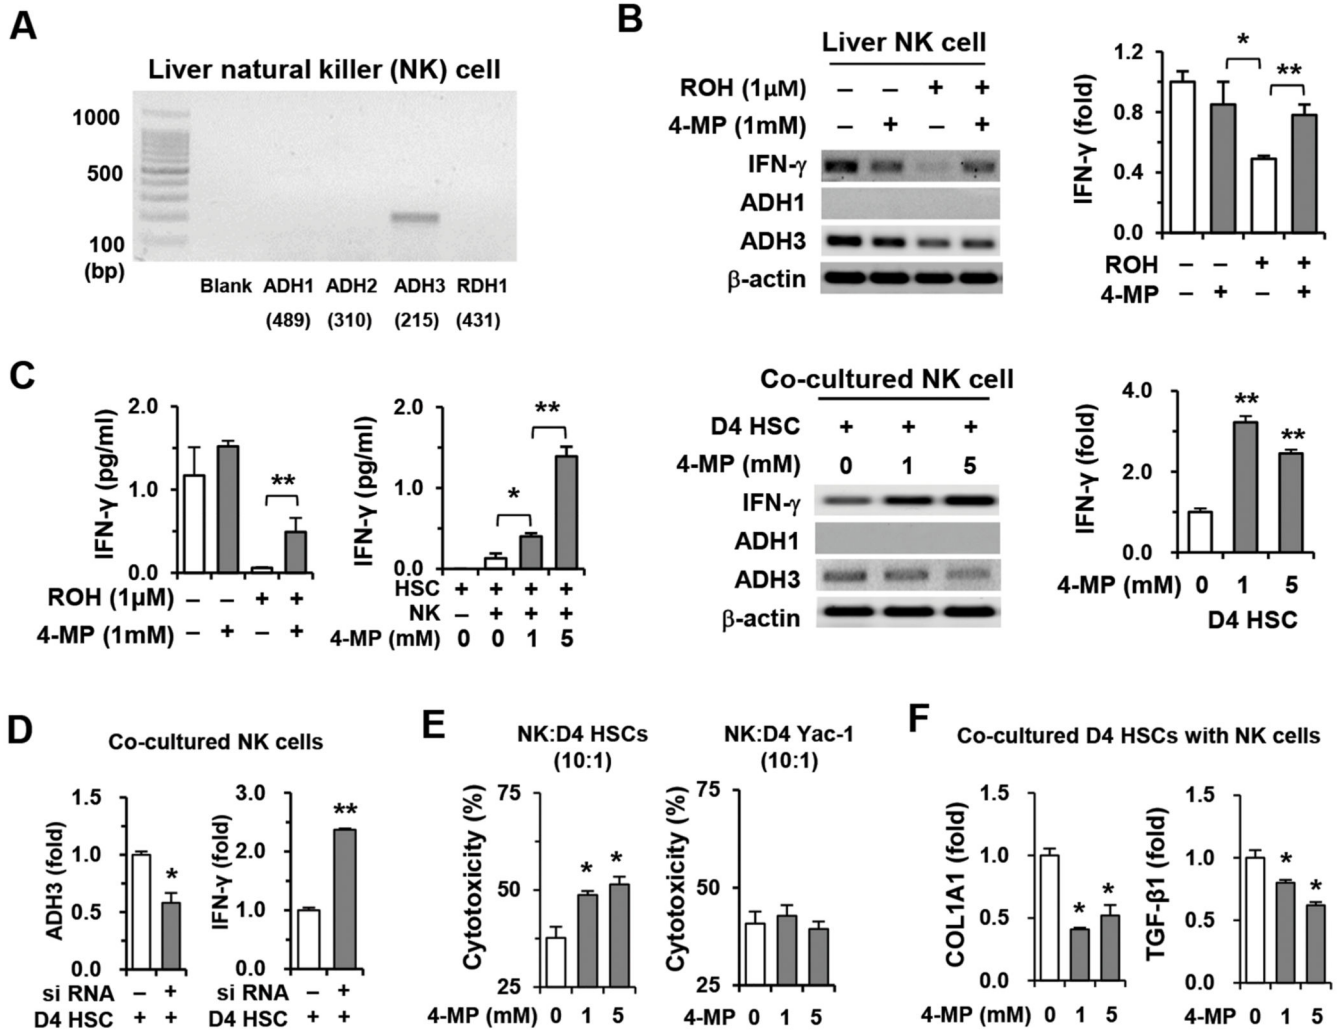 A
Liver natural killer (NK) cell
1000
500
100
(bp)
Blank ADH1 ADH2 ADH3 RDH1
(489) (310) (215) (431)
B
Liver NK cell
ROH (1μM) – – + +
4-MP (1mM) – + – +
IFN-γ
ADH1
ADH3
β-actin
IFN-γ (fold)
1.2
0.8
0.4
0.0
*
**
ROH – – + +
4-MP – + – +
Co-cultured NK cell
D4 HSC + + +
4-MP (mM) 0 1 5
IFN-γ
ADH1
ADH3
β-actin
IFN-γ (fold)
4.0
2.0
0.0
**
**
4-MP (mM) 0 1 5
D4 HSC
C
IFN-γ (pg/ml)
2.0
1.0
0.0
**
ROH (1μM) – – + +
4-MP (1mM) – + – +
IFN-γ (pg/ml)
2.0
1.0
0.0
*
**
HSC + + + +
NK – + + +
4-MP (mM) 0 0 1 5
D
Co-cultured NK cells
ADH3 (fold)
1.5
1.0
0.5
0.0
*
si RNA – +
D4 HSC + +
IFN-γ (fold)
3.0
2.0
1.0
0.0
**
si RNA – +
D4 HSC + +
E
NK:D4 HSCs
(10:1)
Cytotoxicity (%)
75
50
25
*
*
4-MP (mM) 0 1 5
NK:D4 Yac-1
(10:1)
Cytotoxicity (%)
75
50
25
4-MP 0 1 5
F
Co-cultured D4 HSCs with NK cells
COL1A1 (fold)
1.5
1.0
0.5
0.0
*
*
4-MP (mM) 0 1 5
TGF-β1 (fold)
1.5
1.0
0.5
0.0
*
*
4-MP 0 1 5